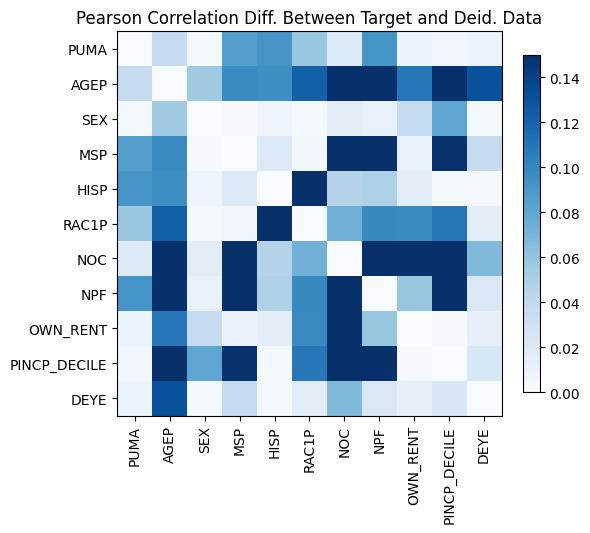 Pearson Correlation Diff. Between Target and Deid. Data
PUMA
AGEP
SEX
MSP
HISP
RAC1P
NOC
NPF
OWN_RENT
PINCP_DECILE
DEYE
PUMA
AGEP
SEX
MSP
HISP
RAC1P
NOC
NPF
OWN_RENT
PINCP_DECILE
DEYE
0.14
0.12
0.10
0.08
0.06
0.04
0.02
0.00